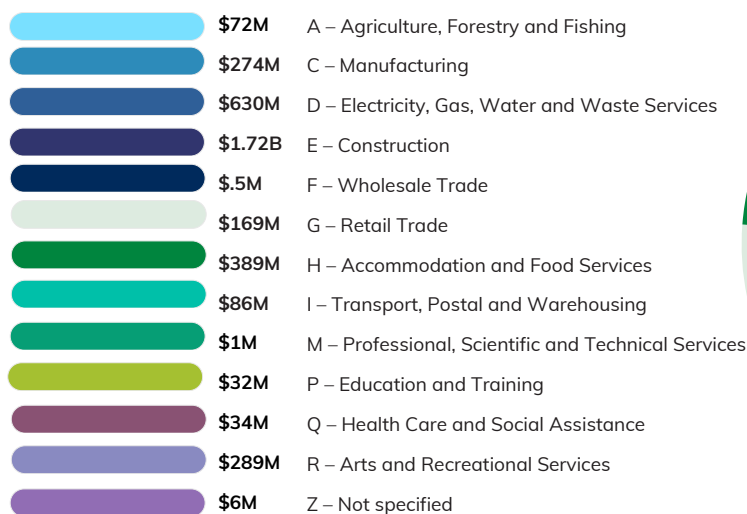 $72M A – Agriculture, Forestry and Fishing
$274M C – Manufacturing
$630M D – Electricity, Gas, Water and Waste Services
$1.72B E – Construction
$.5M F – Wholesale Trade
$169M G – Retail Trade
$389M H – Accommodation and Food Services
$86M I – Transport, Postal and Warehousing
$1M M – Professional, Scientific and Technical Services
$32M P – Education and Training
$34M Q – Health Care and Social Assistance
$289M R – Arts and Recreational Services
$6M Z – Not specified